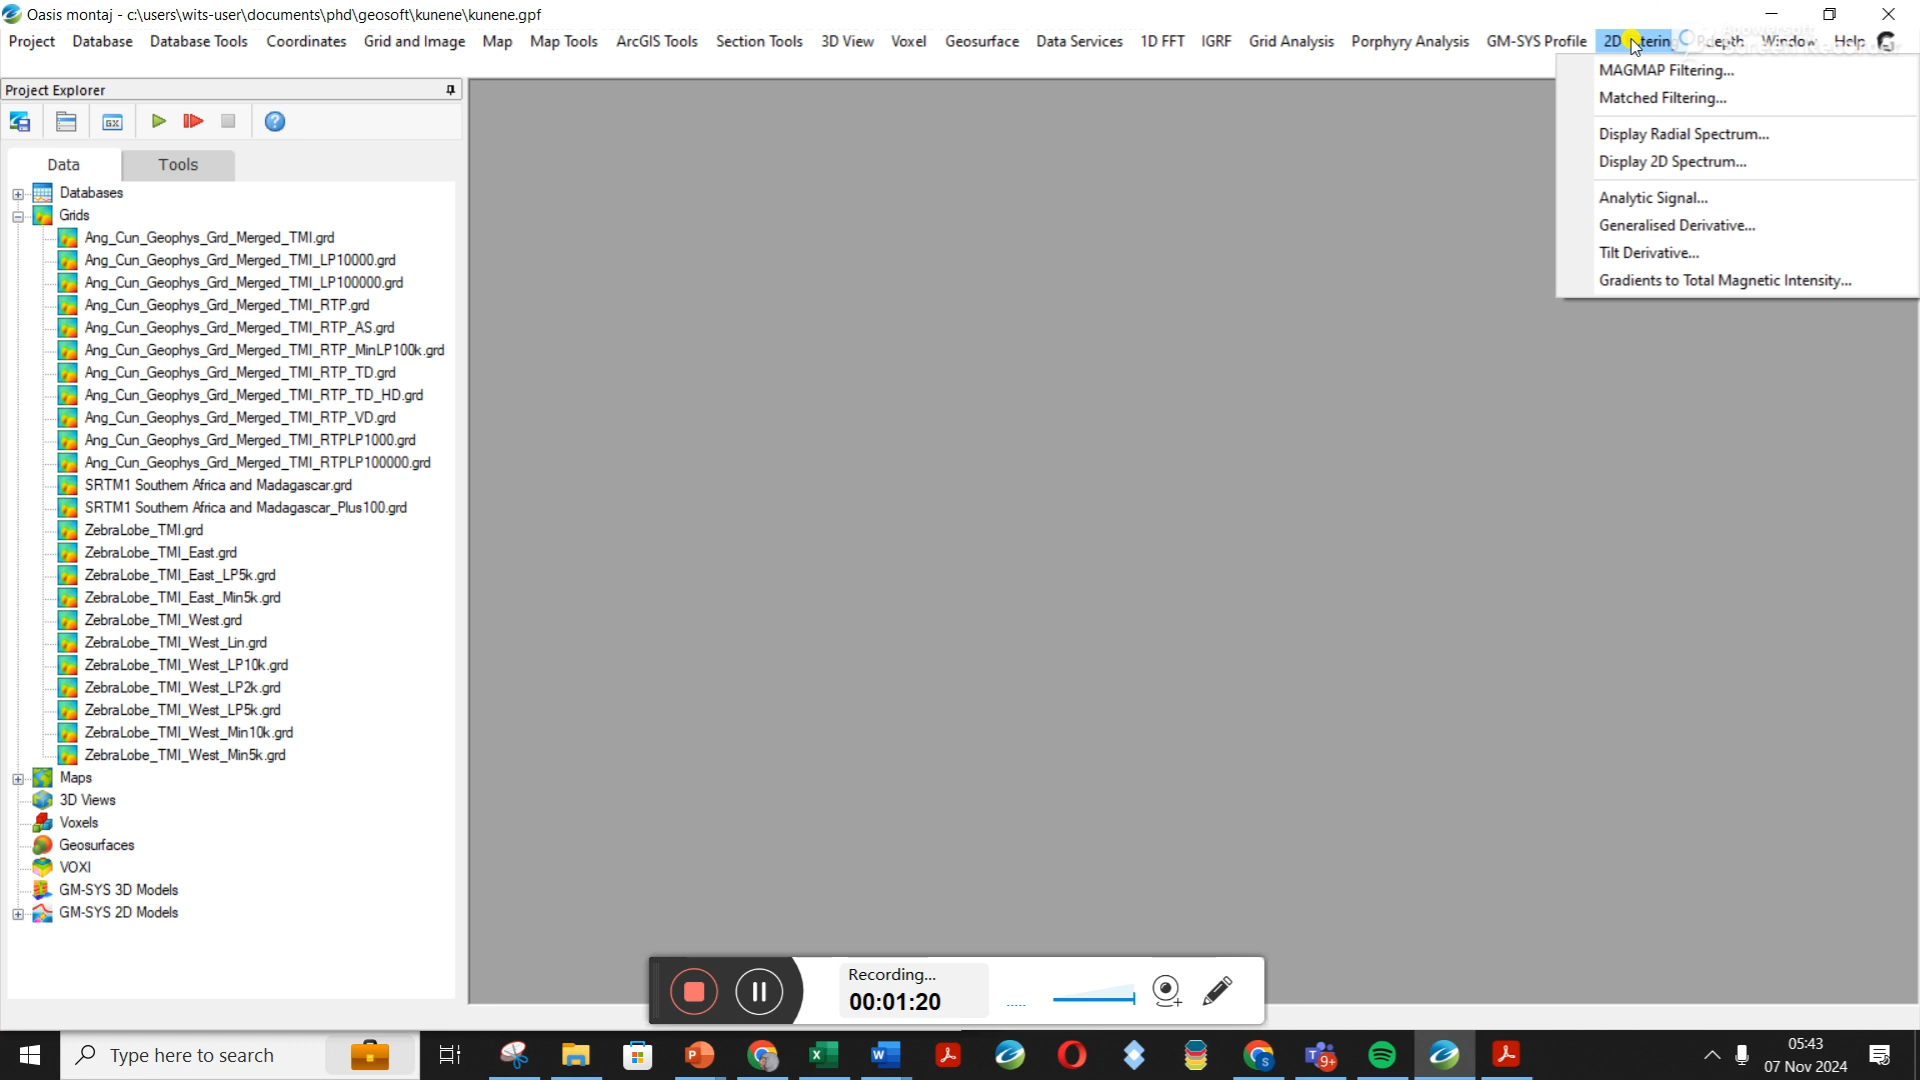 Oasis montaj - c:\users\wits-user\documents\phd\geosoft\kunene\kunene.gpf
Project Database Database Tools Coordinates Grid and Image Map Map Tools ArcGIS Tools Section Tools 3D View Voxel Geosurface Data Services 1D FFT IGRF Grid Analysis Porphyry Analysis GM-SYS Profile 2D Window Help
MAGMAP Filtering...
Matched Filtering...
Display Radial Spectrum...
Display 2D Spectrum...
Analytic Signal...
Generalised Derivative...
Tilt Derivative...
Gradients to Total Magnetic Intensity...
Project Explorer
GX
Data Tools
Databases
Grids
Ang_Cun_Geophys_Grd_Merged_TMI.grd
Ang_Cun_Geophys_Grd_Merged_TMI_LP10000.grd
Ang_Cun_Geophys_Grd_Merged_TMI_LP100000.grd
Ang_Cun_Geophys_Grd_Merged_TMI_RTP.grd
Ang_Cun_Geophys_Grd_Merged_TMI_RTP_AS.grd
Ang_Cun_Geophys_Grd_Merged_TMI_RTP_MinLP100k.grd
Ang_Cun_Geophys_Grd_Merged_TMI_RTP_TD.grd
Ang_Cun_Geophys_Grd_Merged_TMI_RTP_TD_HD.grd
Ang_Cun_Geophys_Grd_Merged_TMI_RTP_VD.grd
Ang_Cun_Geophys_Grd_Merged_TMI_RTPLP1000.grd
Ang_Cun_Geophys_Grd_Merged_TMI_RTPLP100000.grd
SRTM1 Southern Africa and Madagascar.grd
SRTM1 Southern Africa and Madagascar_Plus100.grd
ZebraLobe_TMI.grd
ZebraLobe_TMI_East.grd
ZebraLobe_TMI_East_LP5k.grd
ZebraLobe_TMI_East_Min5k.grd
ZebraLobe_TMI_West.grd
ZebraLobe_TMI_West_Lin.grd
ZebraLobe_TMI_West_LP10k.grd
ZebraLobe_TMI_West_LP2k.grd
ZebraLobe_TMI_West_LP5k.grd
ZebraLobe_TMI_West_Min10k.grd
ZebraLobe_TMI_West_Min5k.grd
Maps
3D Views
Voxels
Geosurfaces
VOXI
GM-SYS 3D Models
GM-SYS 2D Models
Recording...
00:01:20
Type here to search
9+
05:43
07 Nov 2024